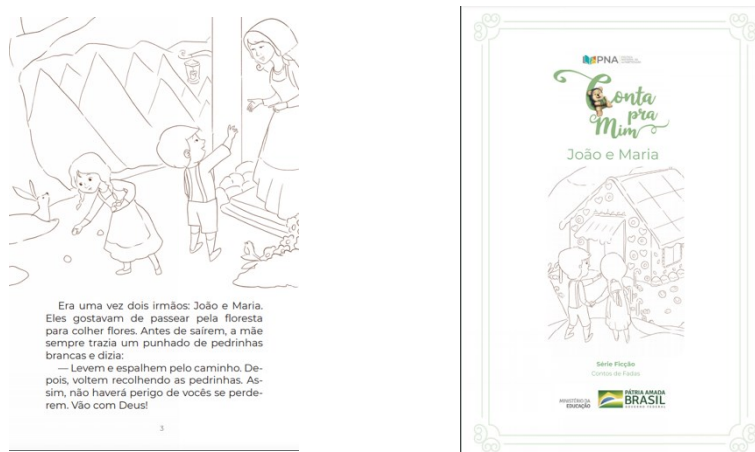 Era uma vez dois irmãos: João e Maria.
Eles gostavam de passear pela floresta
para colher flores. Antes de saírem, a mãe
sempre trazia um punhado de pedrinhas
brancas e dizia:
— Levem e espalhem pelo caminho. De-
pois, voltem recolhendo as pedrinhas. As-
sim, não haverá perigo de vocês se perde-
rem. Vão com Deus!
3
PNA
Conta
pra
Mim
João e Maria
Série Ficção
Contos de Fadas
MINISTÉRIO DA
EDUCAÇÃO
PÁTRIA AMADA
BRASIL
GOVERNO FEDERAL